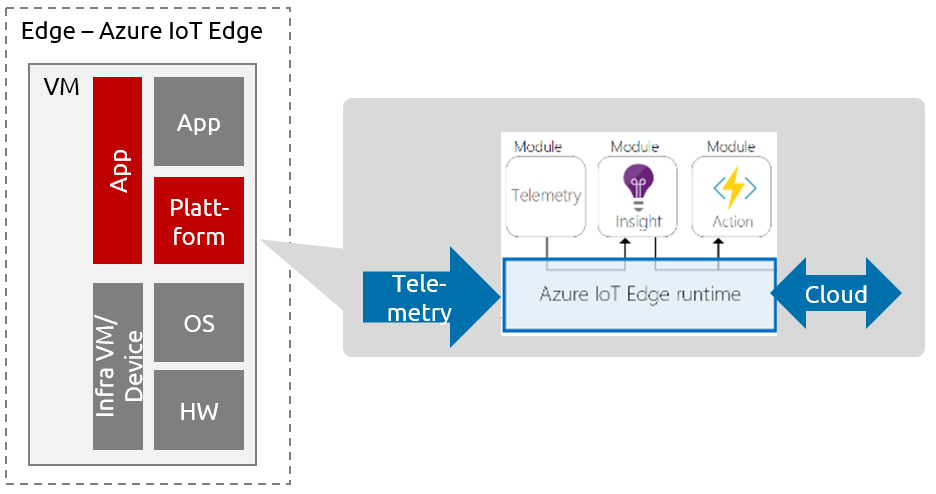 Edge – Azure IoT Edge
VM
App
App
Platt-
form
Infra VM/
Device
OS
HW
Module
Module
Module
Telemetry
Insight
Action
Tele-
metry
Azure IoT Edge runtime
Cloud